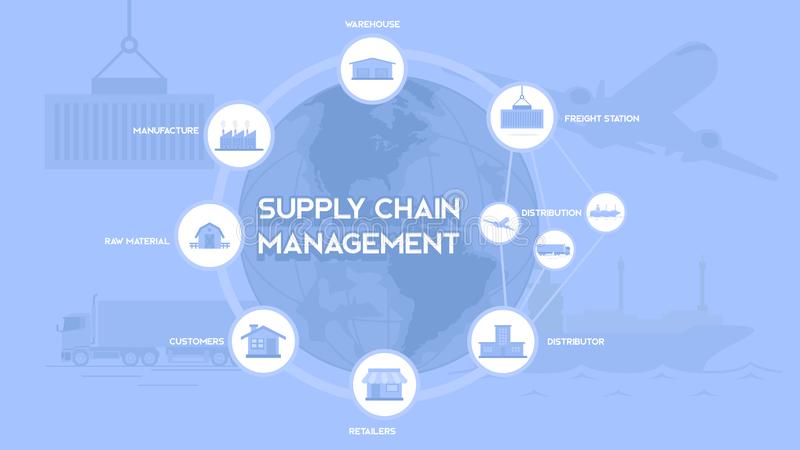 WAREHOUSE
FREIGHT STATION
MANUFACTURE
SUPPLY CHAIN
MANAGEMENT
DISTRIBUTION
RAW MATERIAL
CUSTOMERS
DISTRIBUTOR
RETAILERS